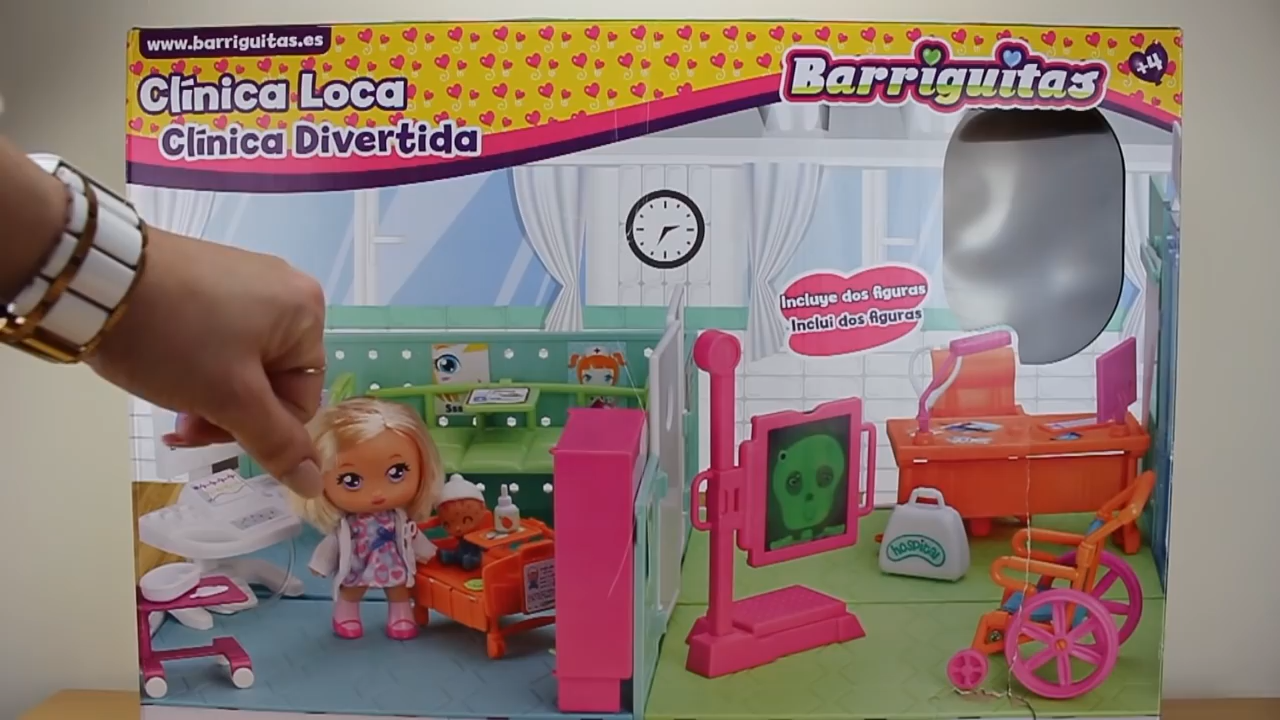 www.barriguitas.es
Clínica Loca
Clínica Divertida
Barriguitas
+4
Incluye dos figuras
Inclui dos figuras
hospital